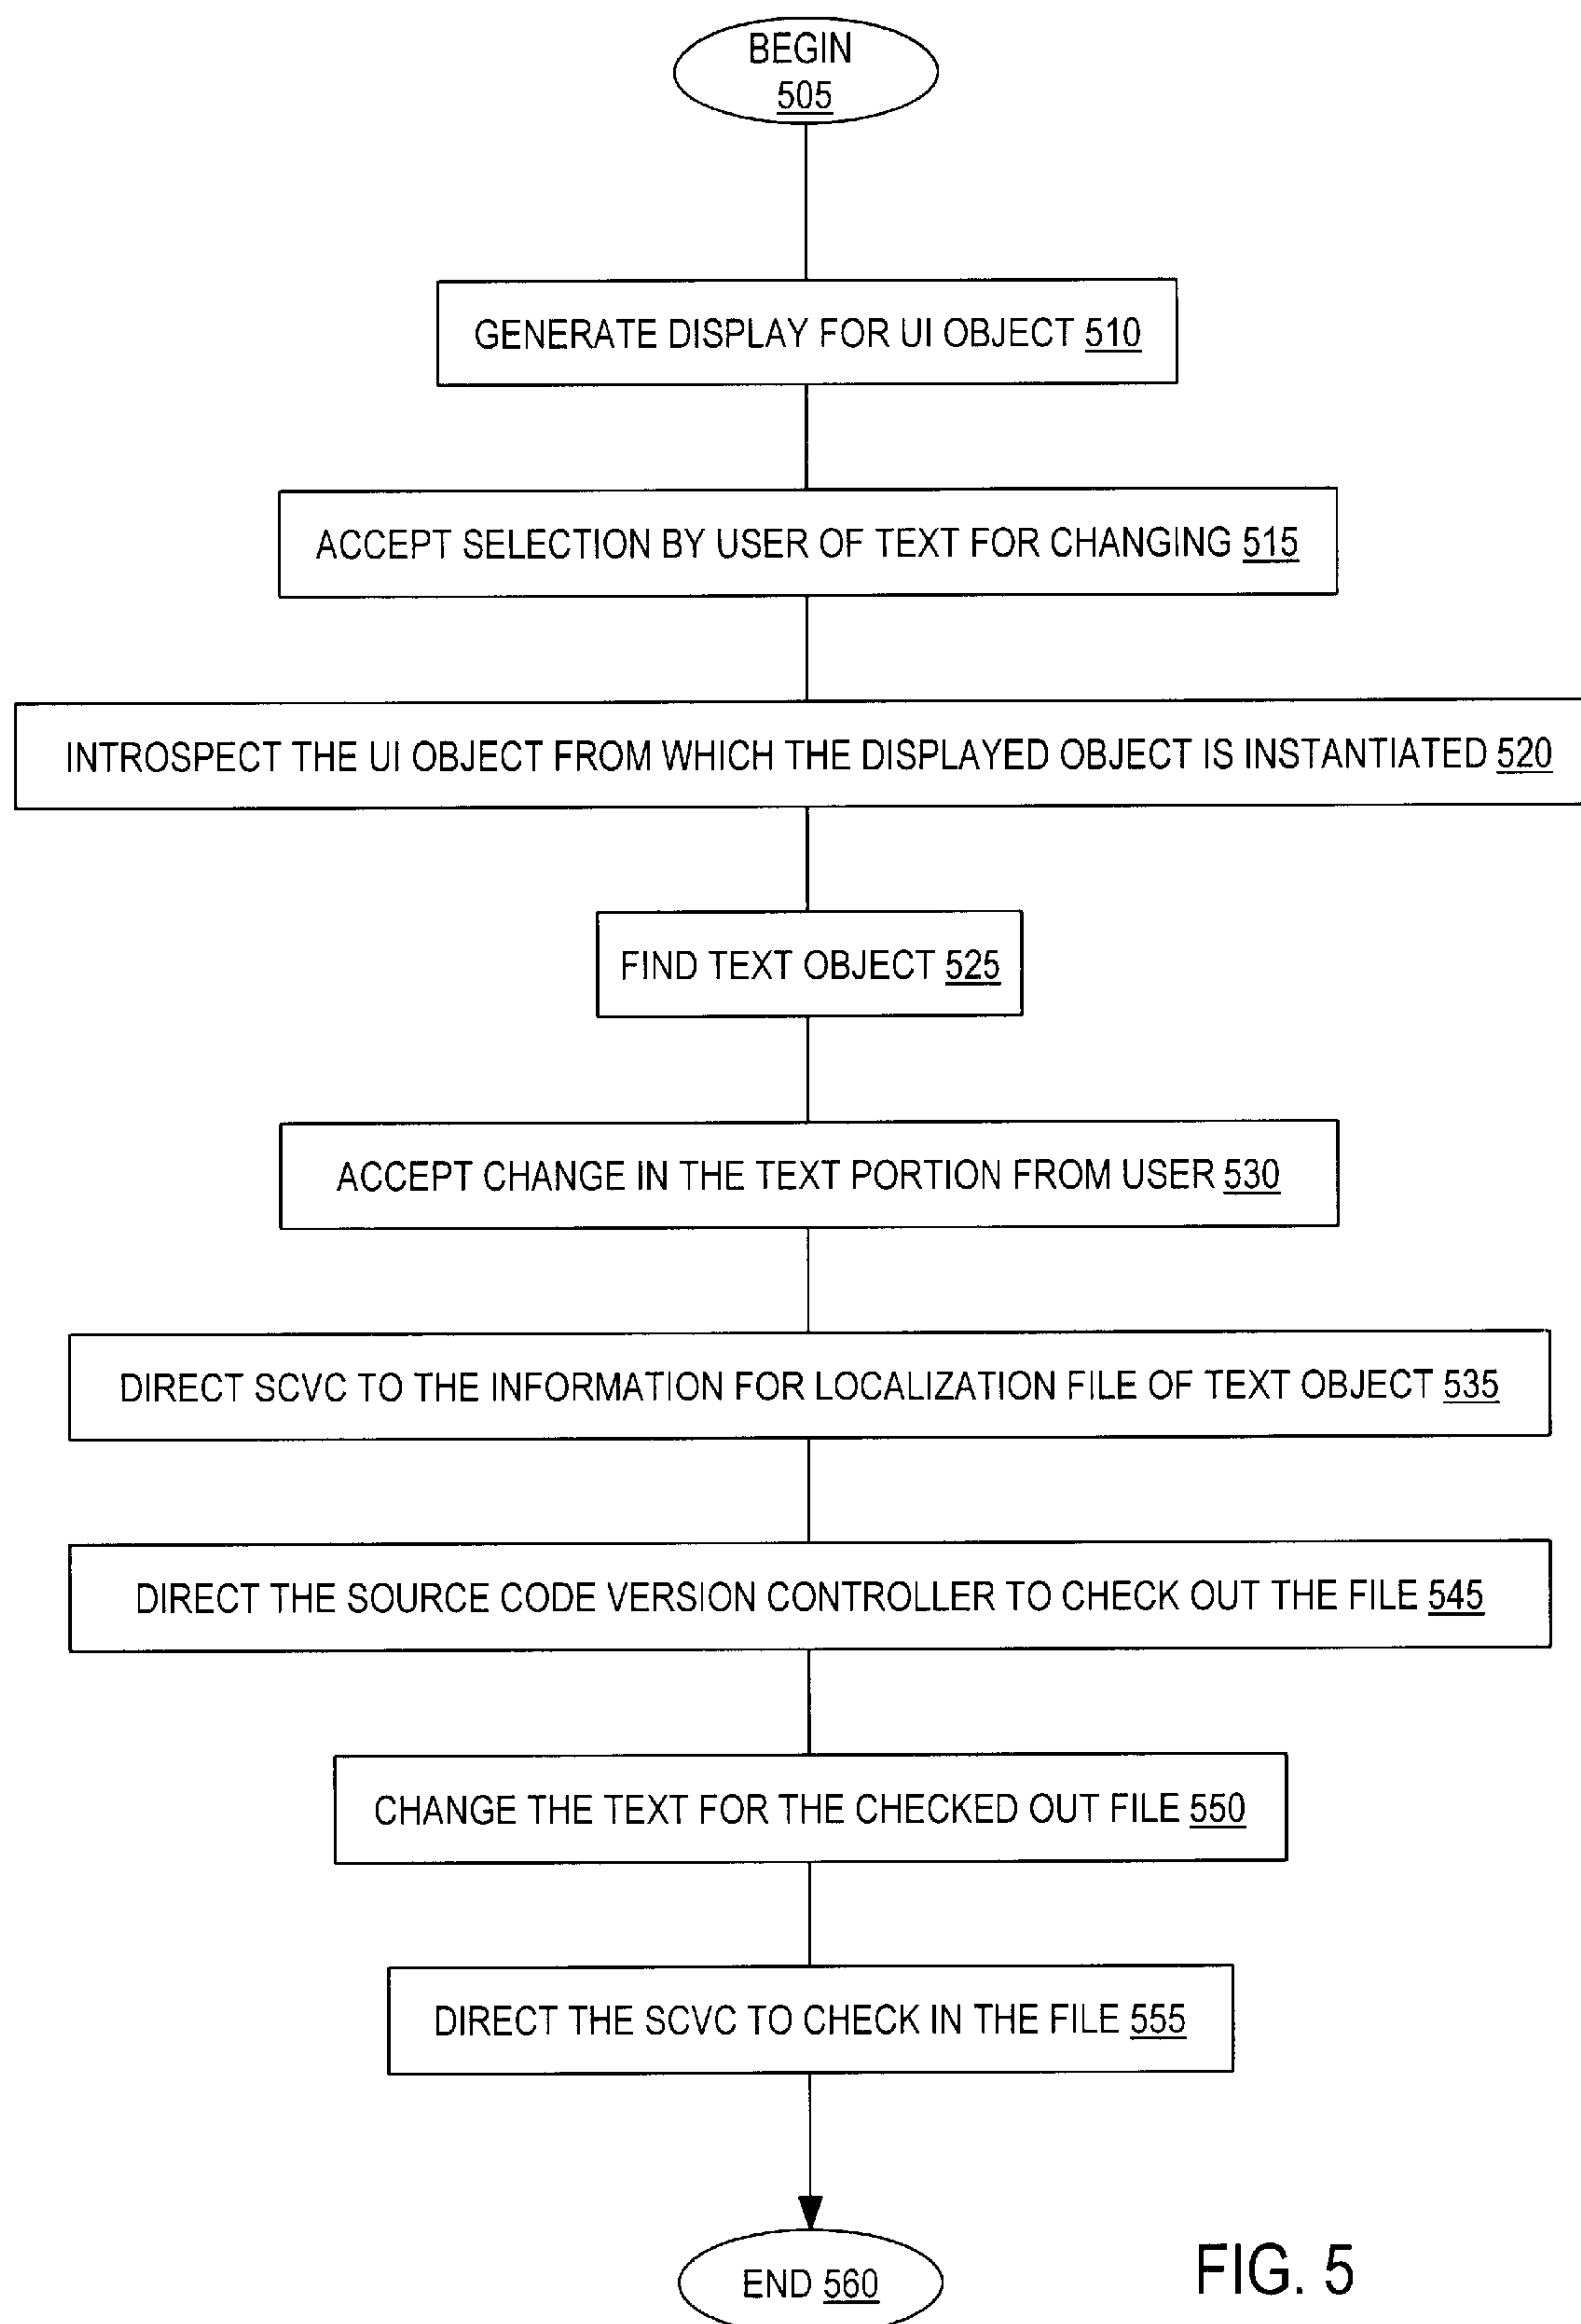 BEGIN
505
GENERATE DISPLAY FOR UI OBJECT 510
ACCEPT SELECTION BY USER OF TEXT FOR CHANGING 515
INTROSPECT THE UI OBJECT FROM WHICH THE DISPLAYED OBJECT IS INSTANTIATED 520
FIND TEXT OBJECT 525
ACCEPT CHANGE IN THE TEXT PORTION FROM USER 530
DIRECT SCVC TO THE INFORMATION FOR LOCALIZATION FILE OF TEXT OBJECT 535
DIRECT THE SOURCE CODE VERSION CONTROLLER TO CHECK OUT THE FILE 545
CHANGE THE TEXT FOR THE CHECKED OUT FILE 550
DIRECT THE SCVC TO CHECK IN THE FILE 555
END 560
FIG. 5